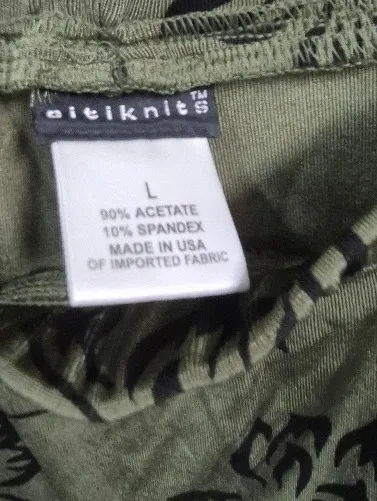 citiknits™
L
90% ACETATE
10% SPANDEX
MADE IN USA
OF IMPORTED FABRIC